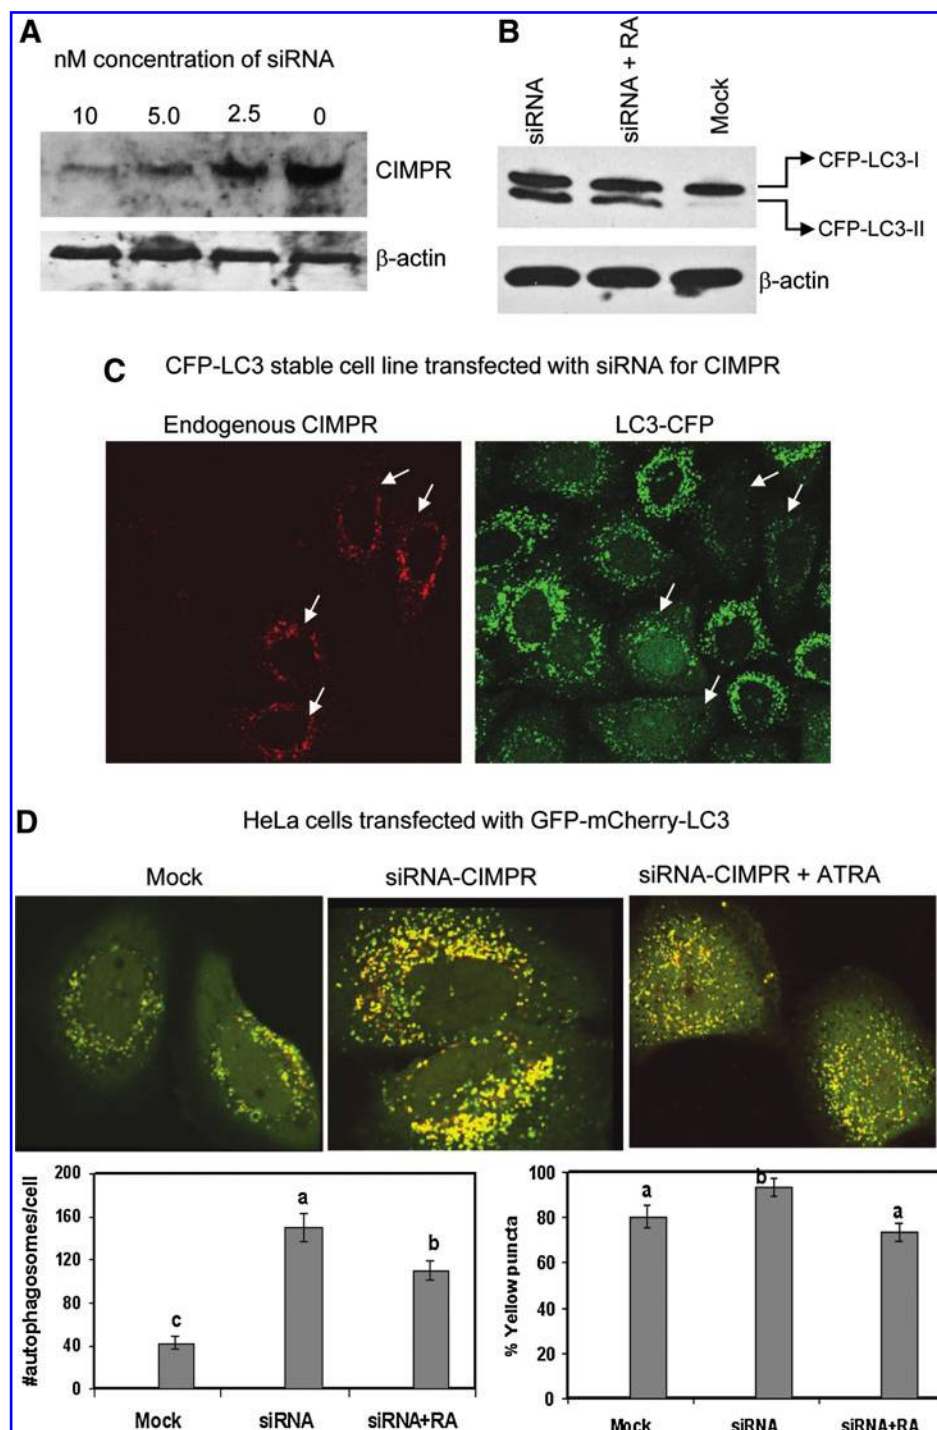 A
nM concentration of siRNA
10 5.0 2.5 0
CIMPR
β-actin
B
siRNA
siRNA + RA
Mock
CFP-LC3-I
CFP-LC3-II
β-actin
C CFP-LC3 stable cell line transfected with siRNA for CIMPR
Endogenous CIMPR LC3-CFP
D HeLa cells transfected with GFP-mCherry-LC3
Mock siRNA-CIMPR siRNA-CIMPR + ATRA
#autophagosomes/cell
200
160
120
80
40
0
a
b
c
Mock siRNA siRNA+RA
% Yellow puncta
100
80
60
40
20
0
a
b
a
Mock siRNA siRNA+RA